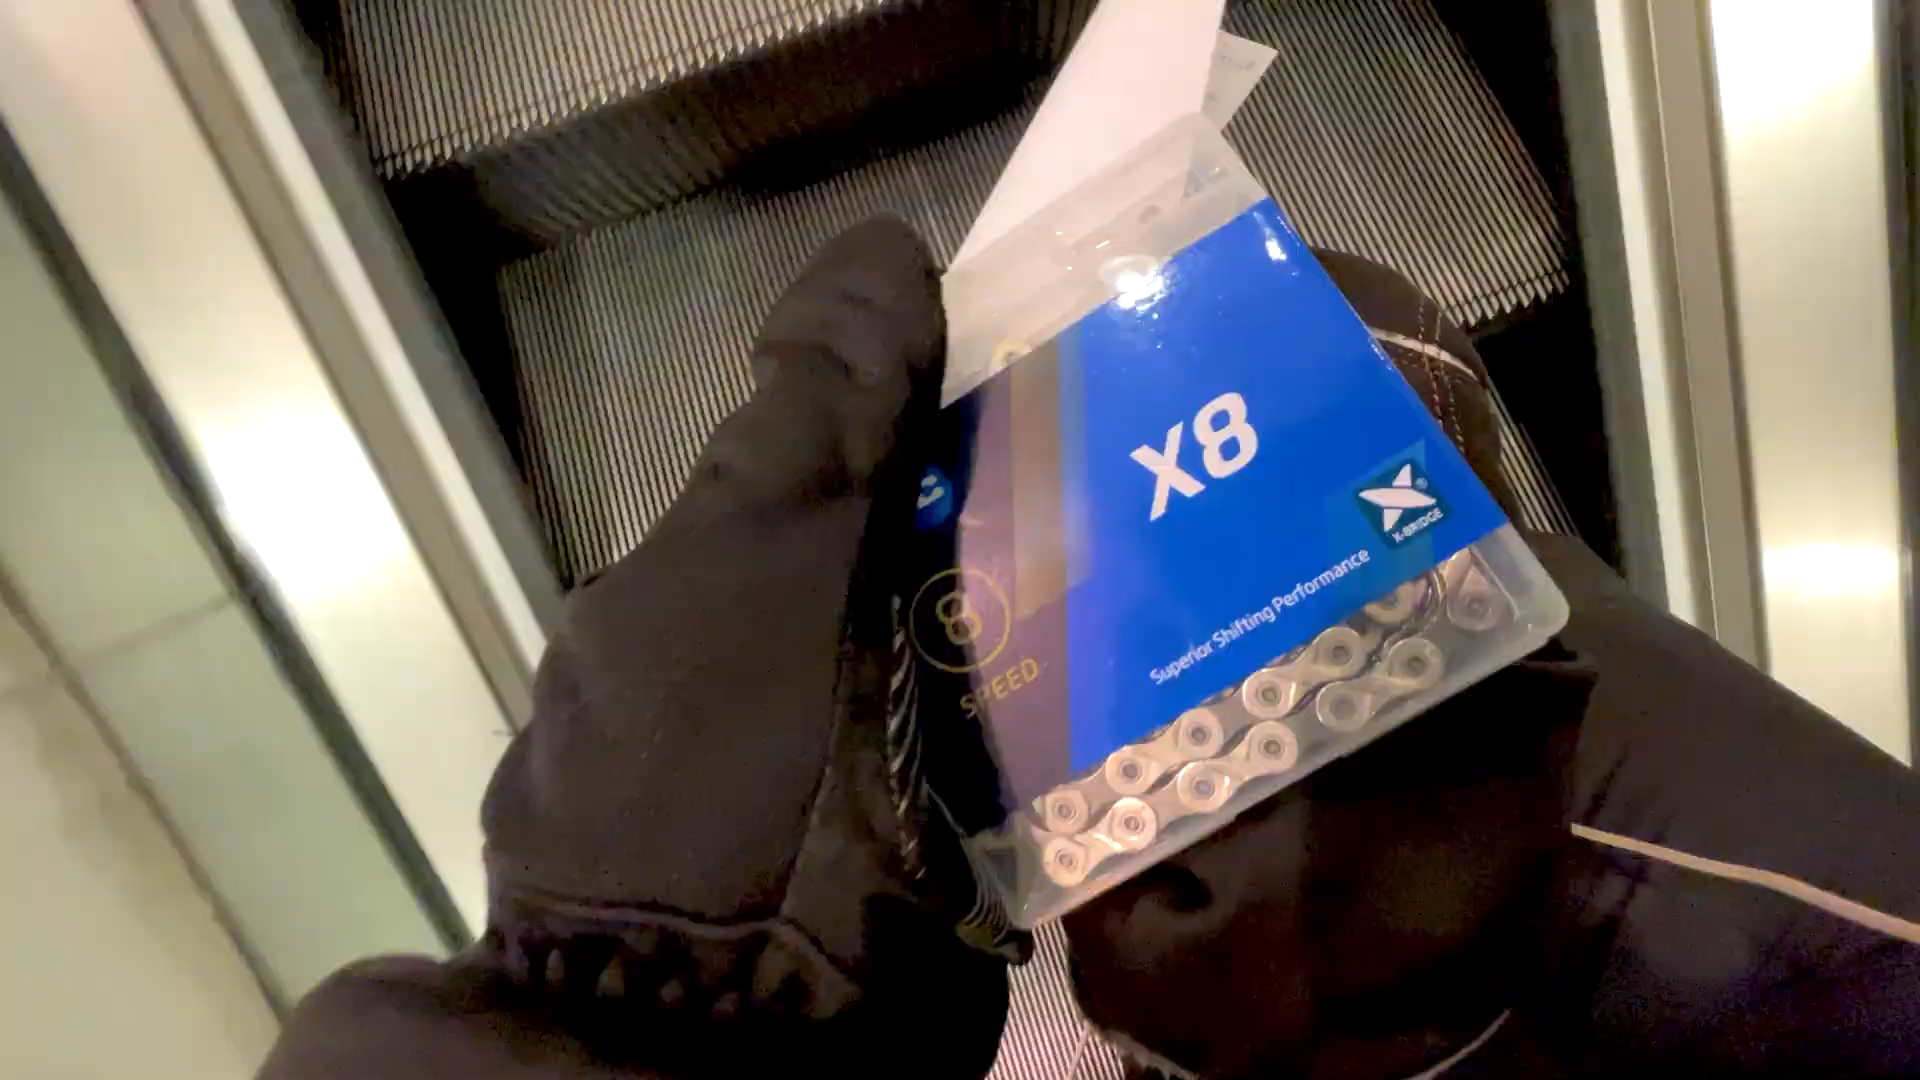 X8
X-BRIDGE
®
Superior Shifting Performance
8
SPEED